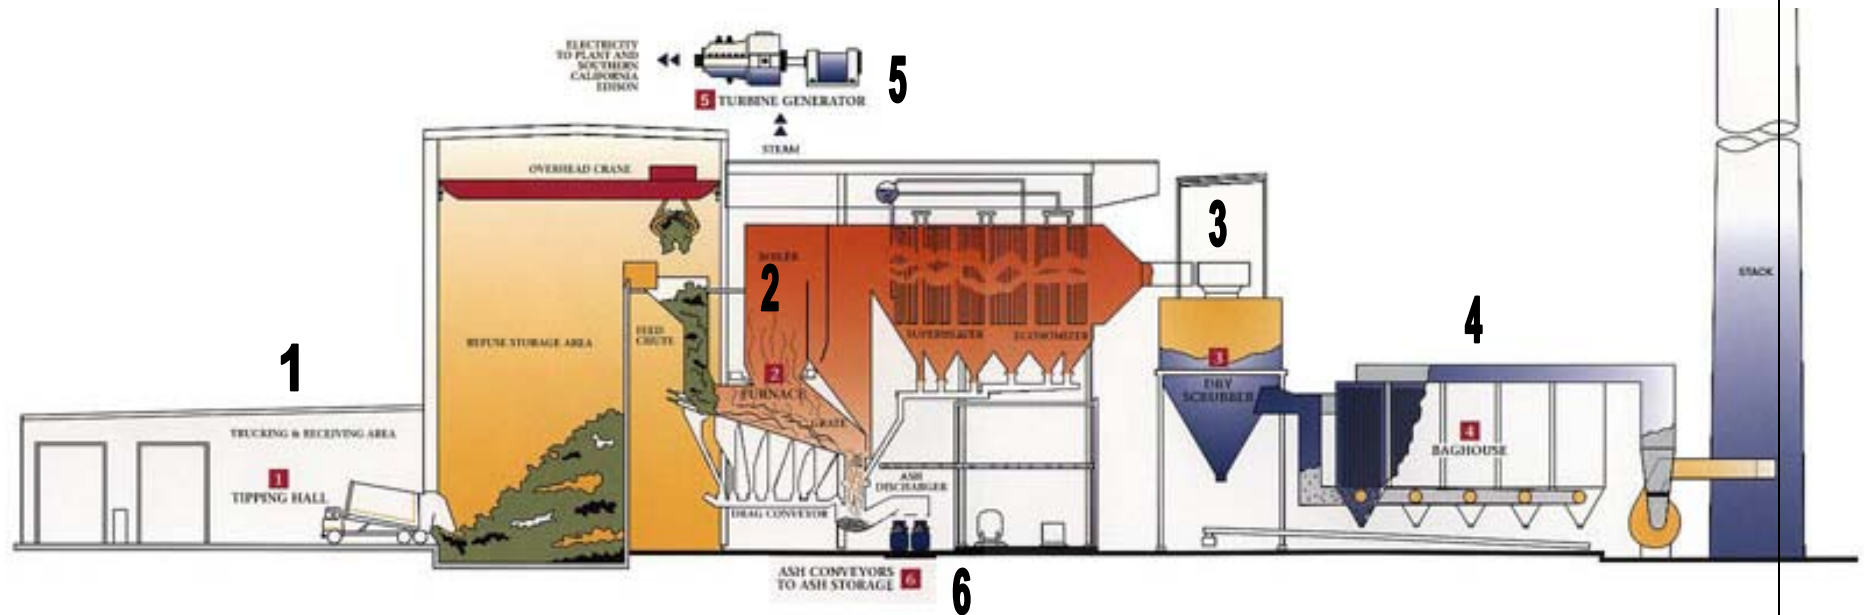 ELECTRICITY
TO PLANT AND
SOUTHERN
CALIFORNIA
EDISON
5
5 TURBINE GENERATOR
STEAM
OVERHEAD CRANE
3
BOILER
2
STACK
1
REFUSE STORAGE AREA
FEED
CHUTE
SUPERHEATER
ECONOMIZER
4
3
DRY
SCRUBBER
2
FURNACE
GRATE
TRUCKING & RECEIVING AREA
1
TIPPING HALL
4
BAGHOUSE
ASH
DISCHARGER
DRAG CONVEYOR
ASH CONVEYORS
TO ASH STORAGE 6
6